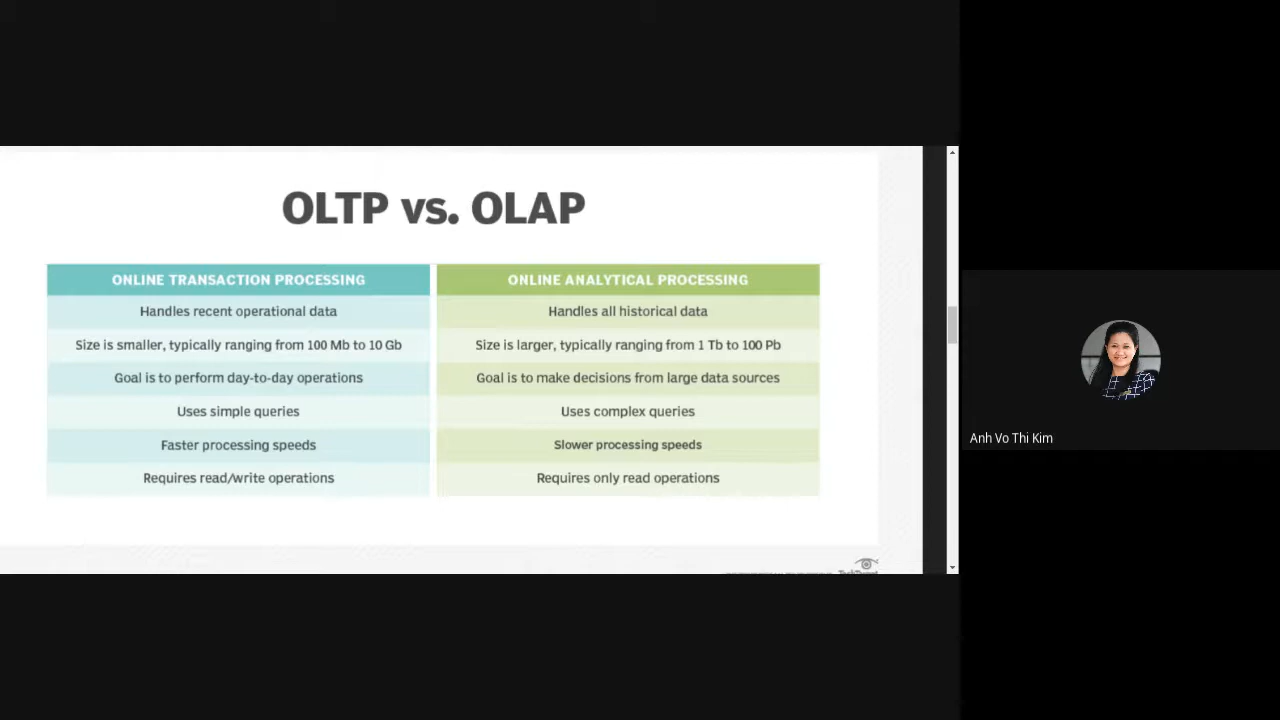 OLTP vs. OLAP
ONLINE TRANSACTION PROCESSING
ONLINE ANALYTICAL PROCESSING
Handles recent operational data
Handles all historical data
Size is smaller, typically ranging from 100 Mb to 10 Gb
Size is larger, typically ranging from 1 Tb to 100 Pb
Goal is to perform day-to-day operations
Goal is to make decisions from large data sources
Uses simple queries
Uses complex queries
Faster processing speeds
Slower processing speeds
Requires read/write operations
Requires only read operations
Anh Vo Thi Kim